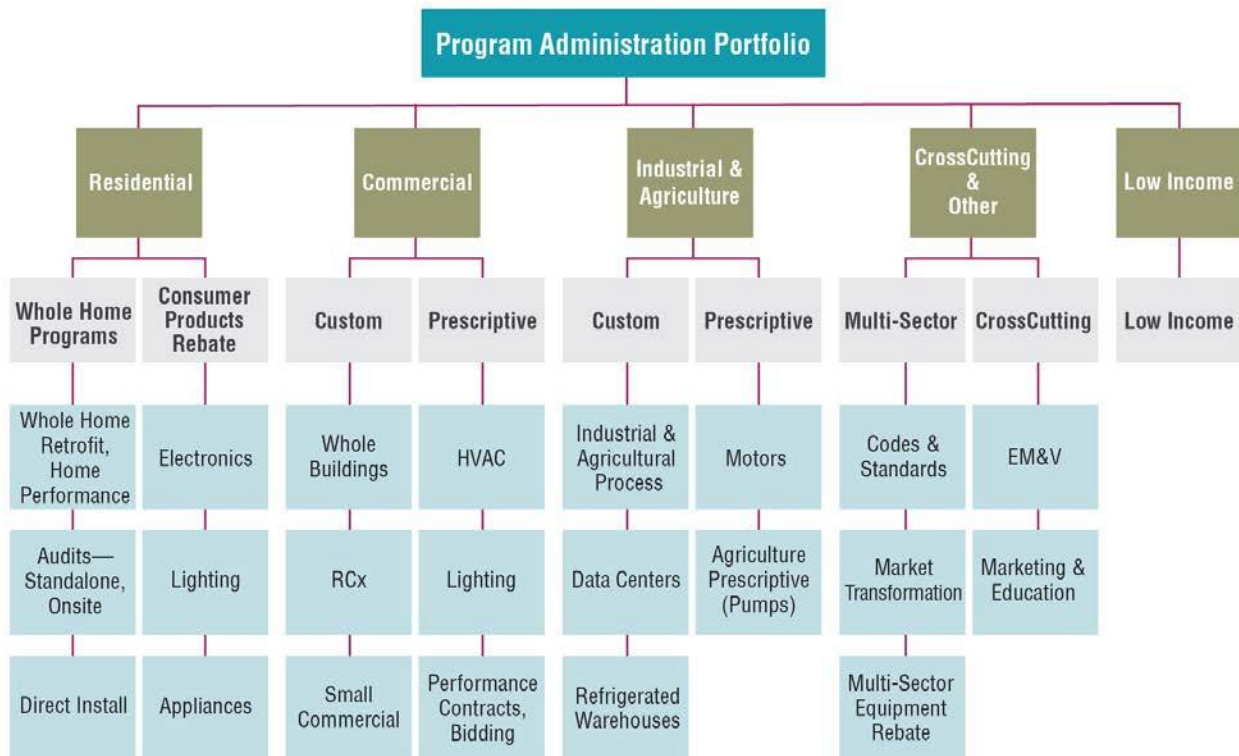 Program Administration Portfolio
Residential
Commercial
Industrial &
Agriculture
CrossCutting
&
Other
Low Income
Whole Home
Programs
Consumer
Products
Rebate
Custom
Prescriptive
Custom
Prescriptive
Multi-Sector
CrossCutting
Low Income
Whole Home
Retrofit,
Home
Performance
Electronics
Whole
Buildings
HVAC
Industrial &
Agricultural
Process
Motors
Codes &
Standards
EM&V
Audits—
Standalone,
Onsite
Lighting
RCx
Lighting
Data Centers
Agriculture
Prescriptive
(Pumps)
Market
Transformation
Marketing &
Education
Direct Install
Appliances
Small
Commercial
Performance
Contracts,
Bidding
Refrigerated
Warehouses
Multi-Sector
Equipment
Rebate